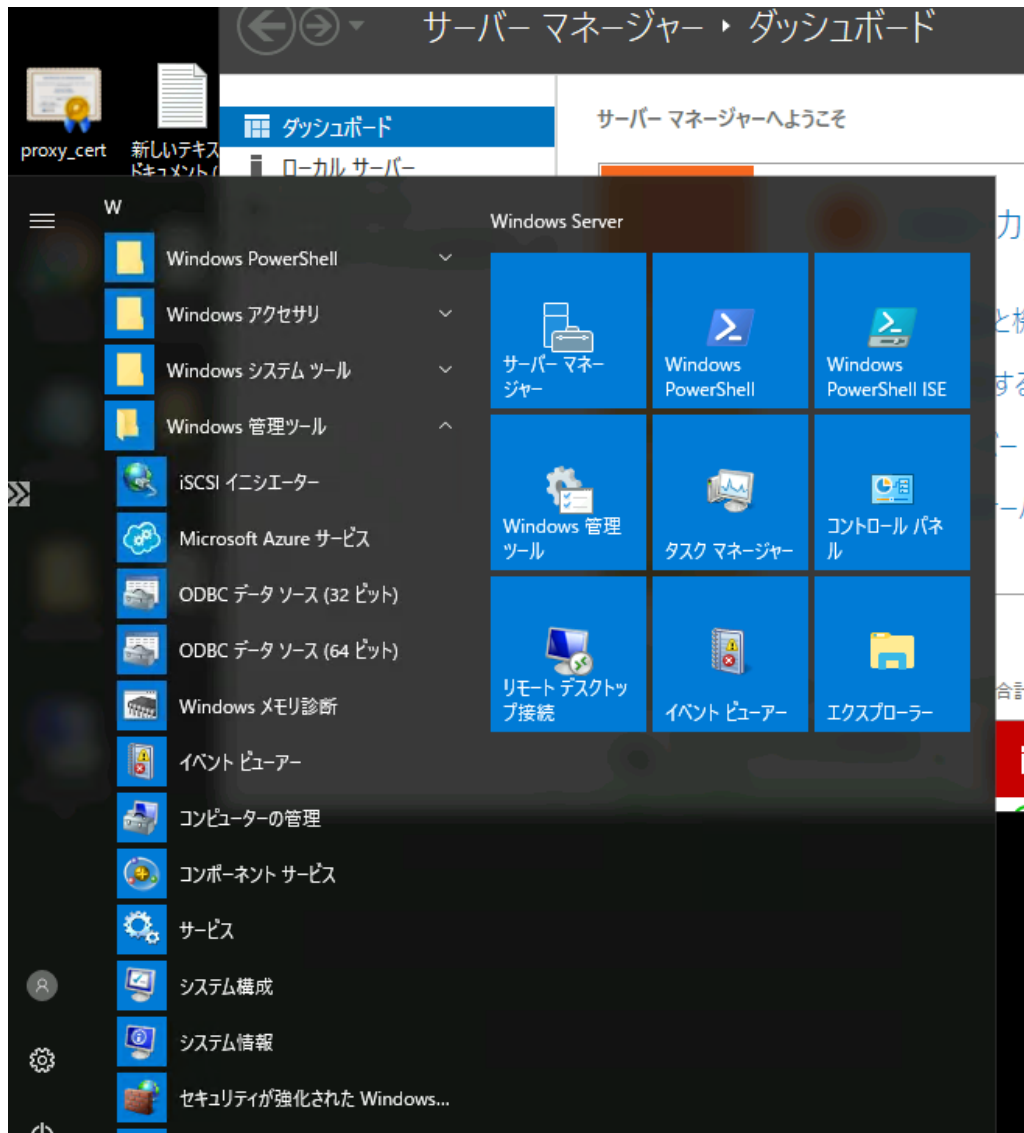 サーバー マネージャー ・ ダッシュボード
proxy_cert
新しいテキス
ドキュメント (
ダッシュボード
ローカル サーバー
サーバー マネージャーへようこそ
W
Windows PowerShell
Windows アクセサリ
Windows システム ツール
Windows 管理ツール
iSCSI イニシエーター
Microsoft Azure サービス
ODBC データ ソース (32 ビット)
ODBC データ ソース (64 ビット)
Windows メモリ診断
イベント ビューアー
コンピューターの管理
コンポーネント サービス
サービス
システム構成
システム情報
セキュリティが強化された Windows...
Windows Server
サーバー マネー
ジャー
Windows
PowerShell
Windows
PowerShell ISE
Windows 管理
ツール
タスク マネージャー
コントロール パネ
ル
リモート デスクトッ
プ接続
イベント ビューアー
エクスプローラー
と機
する
合計